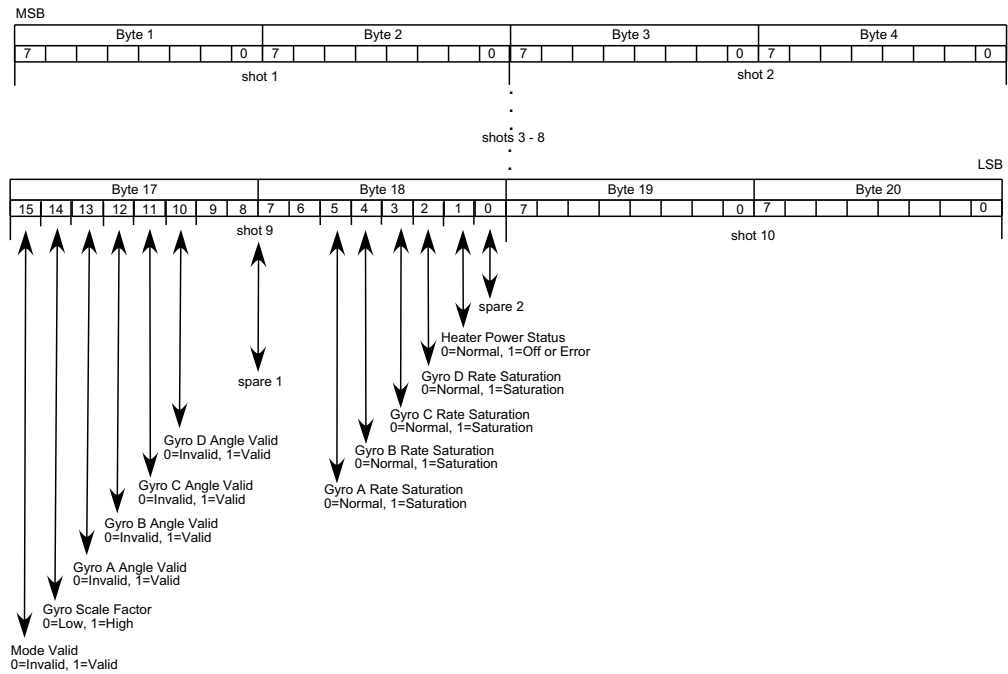 MSB
Byte 1 Byte 2 Byte 3 Byte 4
7 0 7 0 7 0 7 0
shot 1 shot 2
shots 3 - 8
LSB
Byte 17 Byte 18 Byte 19 Byte 20
15 14 13 12 11 10 9 8 7 6 5 4 3 2 1 0 7 0 7 0
shot 9 shot 10
spare 2
Heater Power Status
0=Normal, 1=Off or Error
spare 1
Gyro D Rate Saturation
0=Normal, 1=Saturation
Gyro C Rate Saturation
0=Normal, 1=Saturation
Gyro D Angle Valid
0=Invalid, 1=Valid
Gyro B Rate Saturation
0=Normal, 1=Saturation
Gyro C Angle Valid
0=Invalid, 1=Valid
Gyro A Rate Saturation
0=Normal, 1=Saturation
Gyro B Angle Valid
0=Invalid, 1=Valid
Gyro A Angle Valid
0=Invalid, 1=Valid
Gyro Scale Factor
0=Low, 1=High
Mode Valid
0=Invalid, 1=Valid